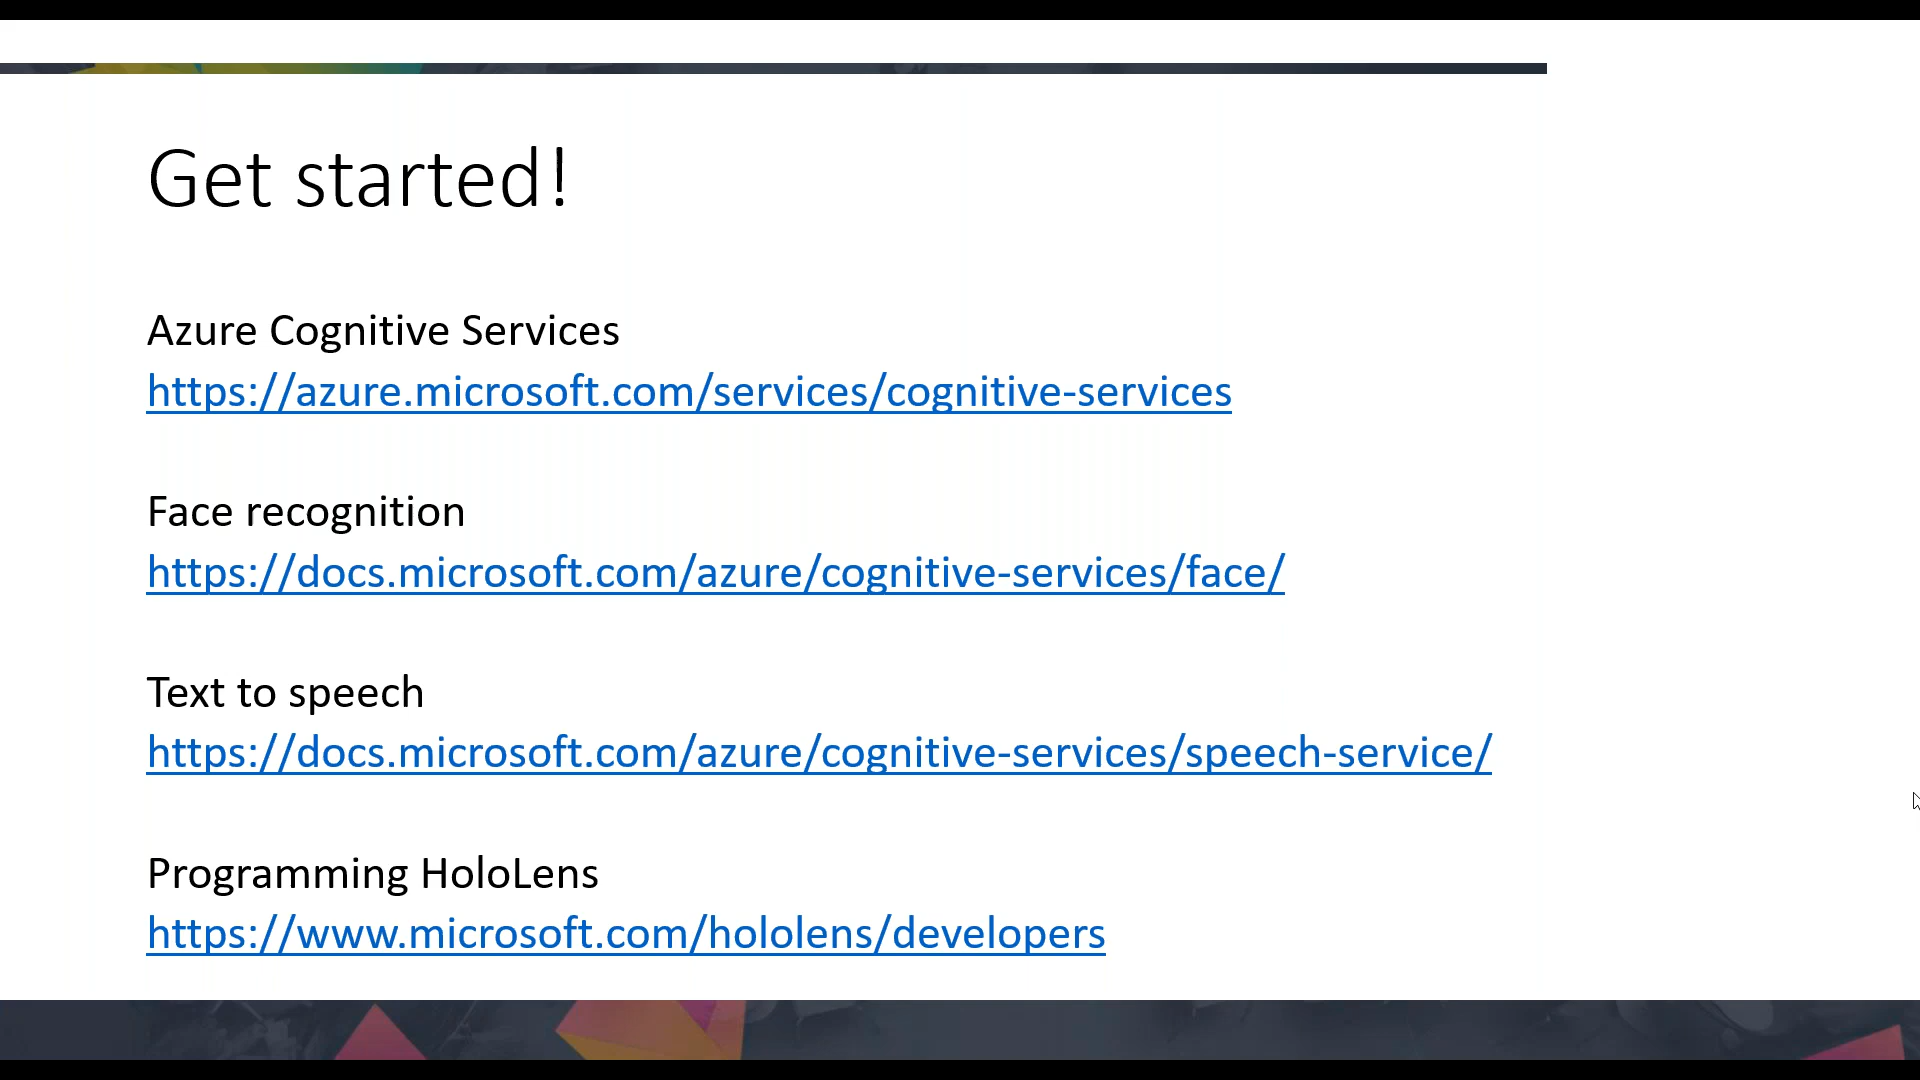 Get started!
Azure Cognitive Services
https://azure.microsoft.com/services/cognitive-services
Face recognition
https://docs.microsoft.com/azure/cognitive-services/face/
Text to speech
https://docs.microsoft.com/azure/cognitive-services/speech-service/
Programming HoloLens
https://www.microsoft.com/hololens/developers